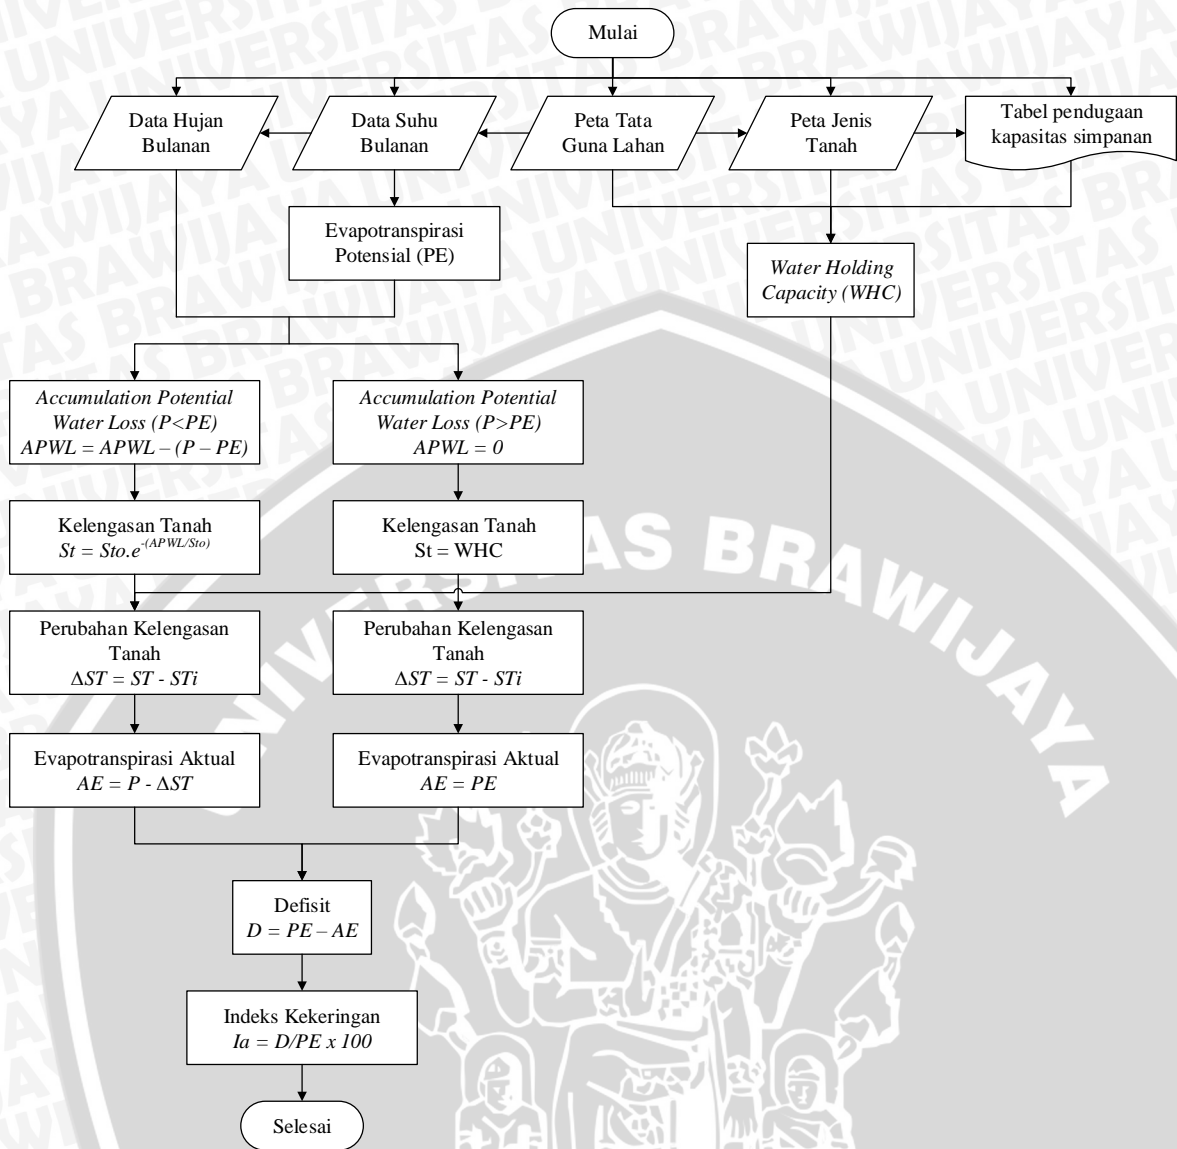 Mulai
Data Hujan
Bulanan
Data Suhu
Bulanan
Peta Tata
Guna Lahan
Peta Jenis
Tanah
Tabel pendugaan
kapasitas simpanan
Evapotranspirasi
Potensial (PE)
Water Holding
Capacity (WHC)
Accumulation Potential
Water Loss (P<PE)
APWL = APWL – (P – PE)
Accumulation Potential
Water Loss (P>PE)
APWL = 0
Kelengasan Tanah
St = Sto.e-(APWL/Sto)
Kelengasan Tanah
St = WHC
Perubahan Kelengasan
Tanah
ΔST = ST - STi
Perubahan Kelengasan
Tanah
ΔST = ST - STi
Evapotranspirasi Aktual
AE = P - ΔST
Evapotranspirasi Aktual
AE = PE
Defisit
D = PE – AE
Indeks Kekeringan
Ia = D/PE x 100
Selesai
UNIVERSITAS BRAWIJAYA